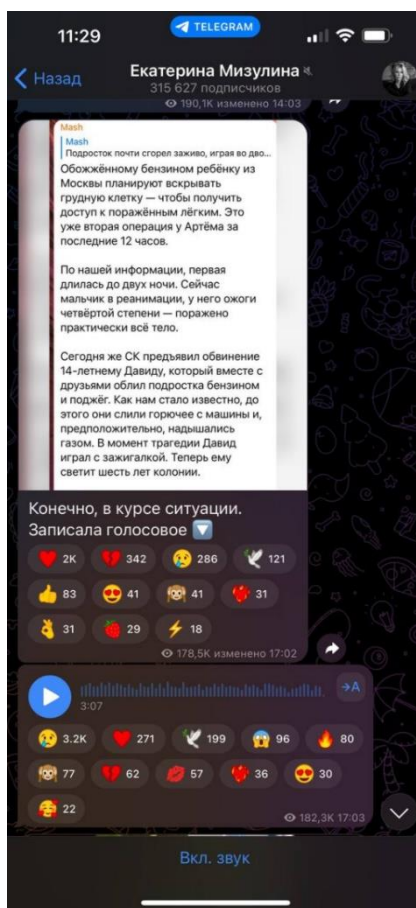 11:29
TELEGRAM
Назад
Екатерина Мизулина
315 627 подписчиков
190,1K изменено 14:03
Mash
Mash
Подросток почти сгорел заживо, играя во дво...
Обожжённому бензином ребёнку из
Москвы планируют вскрывать
грудную клетку — чтобы получить
доступ к поражённым лёгким. Это
уже вторая операция у Артёма за
последние 12 часов.
По нашей информации, первая
длилась до двух ночи. Сейчас
мальчик в реанимации, у него ожоги
четвёртой степени — поражено
практически всё тело.
Сегодня же СК предъявил обвинение
14-летнему Давиду, который вместе с
друзьями облил подростка бензином
и поджёг. Как нам стало известно, до
этого они слили горючее с машины и,
предположительно, надышались
газом. В момент трагедии Давид
играл с зажигалкой. Теперь ему
светит шесть лет колонии.
Конечно, в курсе ситуации.
Записала голосовое
2K 342 286 121
83 41 41 31
31 29 18
178,5K изменено 17:02
→A
3:07
3.2K 271 199 96 80
77 62 57 36 30
22
182,3K 17:03
Вкл. звук